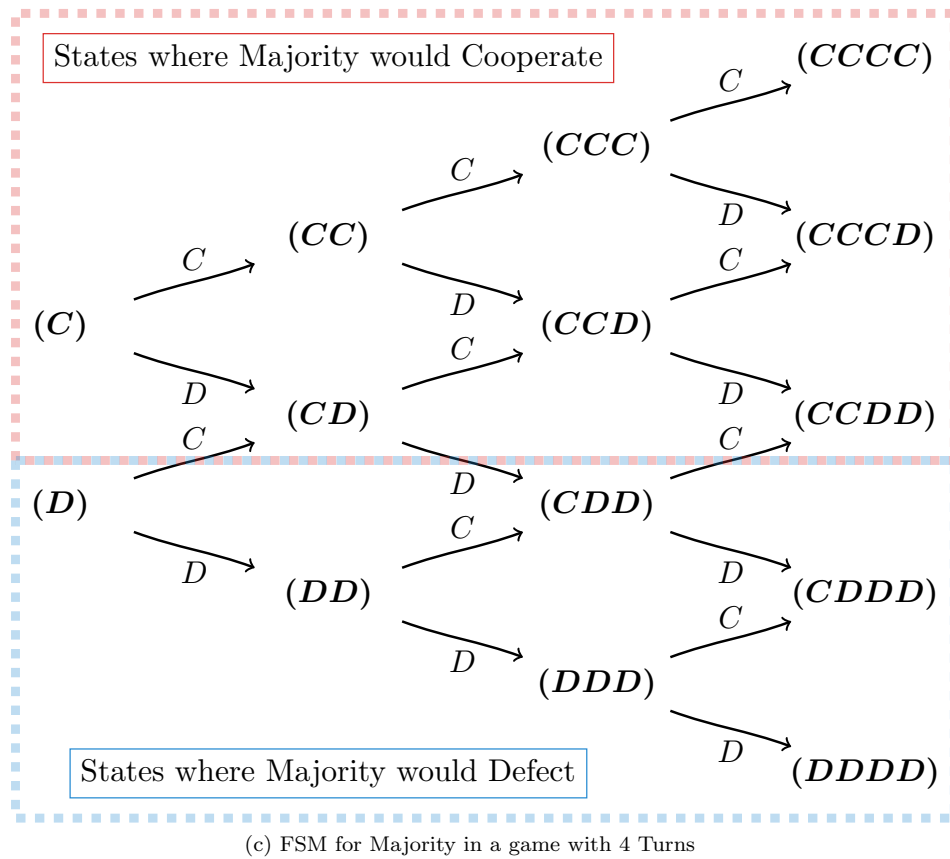 States where Majority would Cooperate
(CCCC)
C
(CCC)
C
D
(CC)
(CCCD)
C
D
C
(C)
(CCD)
C
D
D
(CD)
(CCDD)
C
D
C
(D)
(CDD)
C
D
D
(DD)
(CDDD)
D
C
(DDD)
D
States where Majority would Defect
(DDDD)
(c) FSM for Majority in a game with 4 Turns